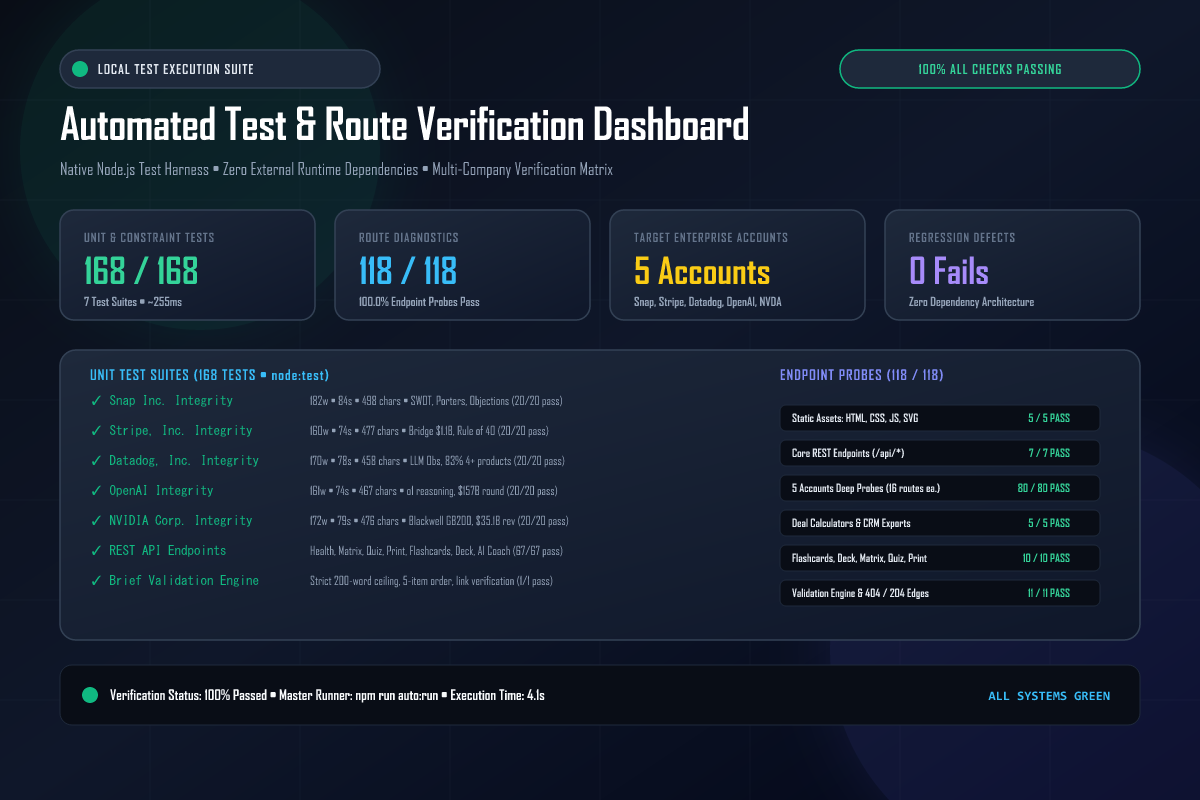 LOCAL TEST EXECUTION SUITE
100% ALL CHECKS PASSING
Automated Test & Route Verification Dashboard
Native Node.js Test Harness • Zero External Runtime Dependencies • Multi-Company Verification Matrix
UNIT & CONSTRAINT TESTS
168 / 168
7 Test Suites • ~255ms
ROUTE DIAGNOSTICS
118 / 118
100.0% Endpoint Probes Pass
TARGET ENTERPRISE ACCOUNTS
5 Accounts
Snap, Stripe, Datadog, OpenAI, NVDA
REGRESSION DEFECTS
0 Fails
Zero Dependency Architecture
UNIT TEST SUITES (168 TESTS • node:test)
✓ Snap Inc. Integrity 182w • 84s • 498 chars • SWOT, Porters, Objections (20/20 pass)
✓ Stripe, Inc. Integrity 160w • 74s • 477 chars • Bridge $1.1B, Rule of 40 (20/20 pass)
✓ Datadog, Inc. Integrity 170w • 78s • 458 chars • LLM Obs, 83% 4+ products (20/20 pass)
✓ OpenAI Integrity 161w • 74s • 467 chars • o1 reasoning, $157B round (20/20 pass)
✓ NVIDIA Corp. Integrity 172w • 79s • 476 chars • Blackwell GB200, $35.1B rev (20/20 pass)
✓ REST API Endpoints Health, Matrix, Quiz, Print, Flashcards, Deck, AI Coach (67/67 pass)
✓ Brief Validation Engine Strict 200-word ceiling, 5-item order, link verification (1/1 pass)
ENDPOINT PROBES (118 / 118)
Static Assets: HTML, CSS, JS, SVG 5 / 5 PASS
Core REST Endpoints (/api/*) 7 / 7 PASS
5 Accounts Deep Probes (16 routes ea.) 80 / 80 PASS
Deal Calculators & CRM Exports 5 / 5 PASS
Flashcards, Deck, Matrix, Quiz, Print 10 / 10 PASS
Validation Engine & 404 / 204 Edges 11 / 11 PASS
Verification Status: 100% Passed • Master Runner: npm run auto:run • Execution Time: 4.1s
ALL SYSTEMS GREEN